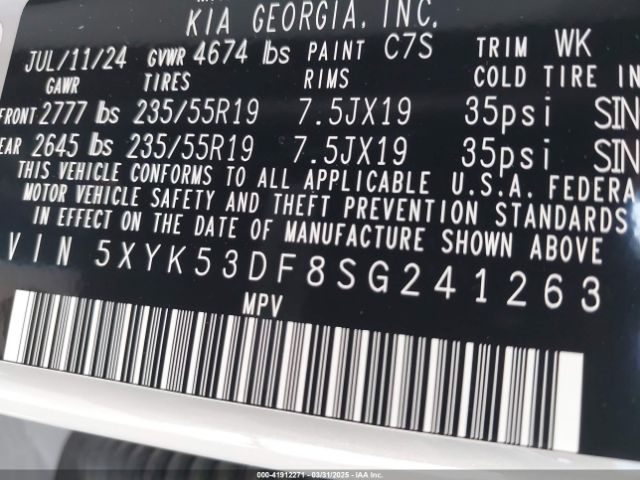 KIA GEORGIA, INC.
JUL/11/24 GVWR 4674 lbs PAINT C7S TRIM WK
GAWR TIRES RIMS COLD TIRE IN
FRONT 2777 lbs 235/55R19 7.5JX19 35psi SIN
EAR 2645 lbs 235/55R19 7.5JX19 35psi SIN
THIS VEHICLE CONFORMS TO ALL APPLICABLE U.S.A. FEDERA
MOTOR VEHICLE SAFETY AND THEFT PREVENTION STANDARDS
IN EFFECT ON THE DATE OF MANUFACTURE SHOWN ABOVE
VIN 5XYK53DF8SG241263
MPV
000-41912271 - 03/31/2025 - IAAI.com